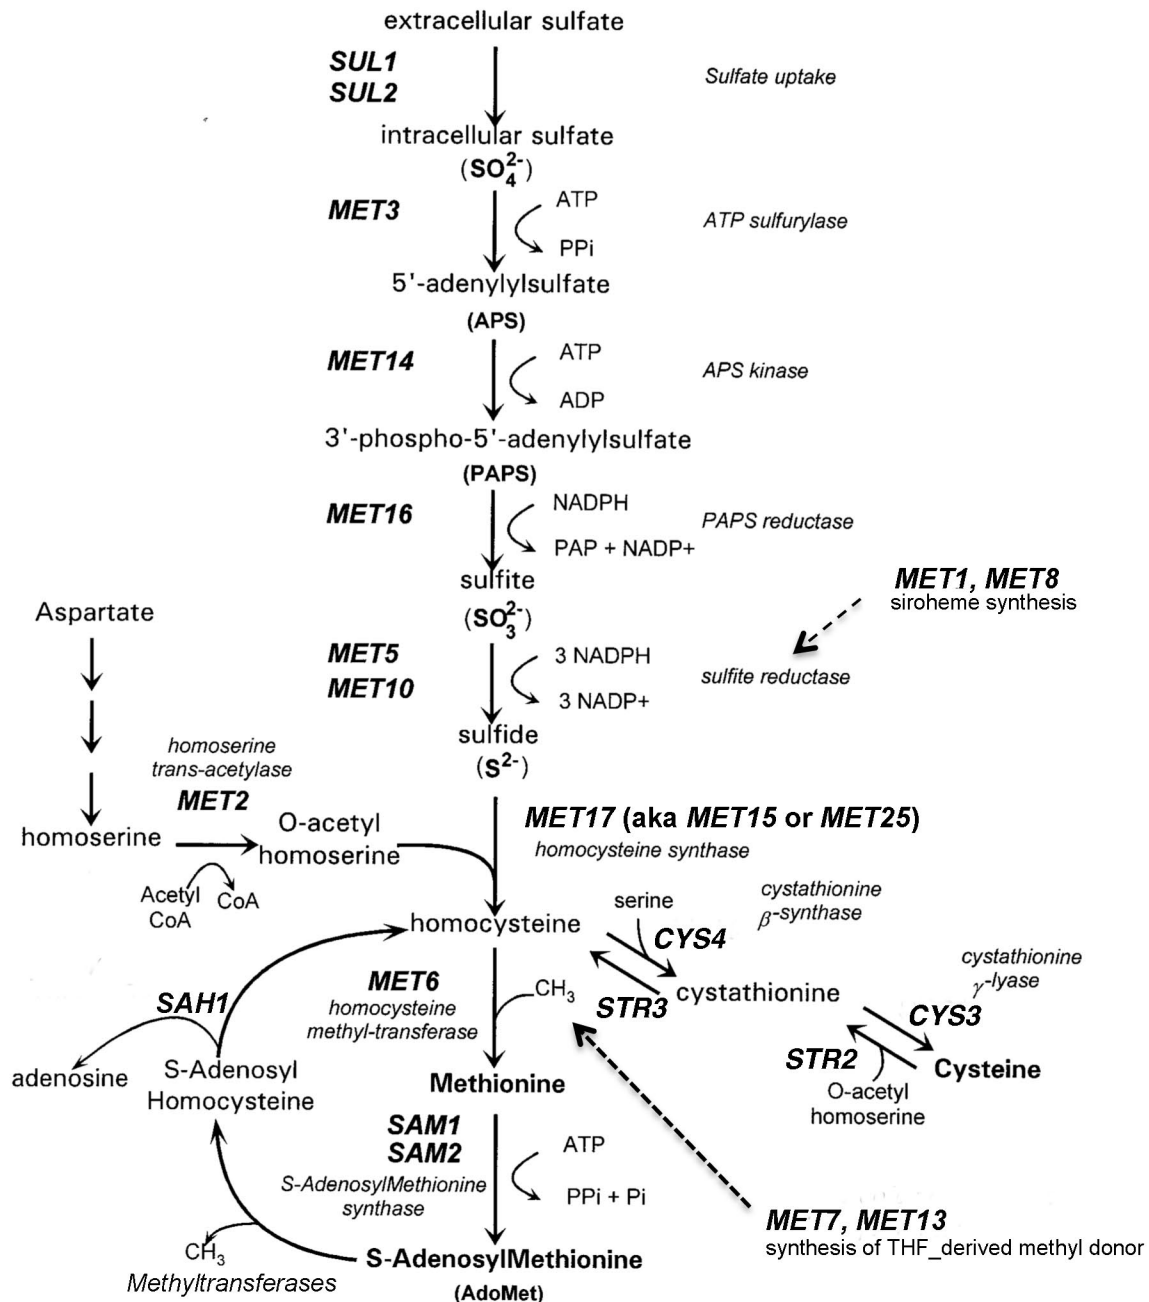 extracellular sulfate
SUL1
SUL2
Sulfate uptake
intracellular sulfate
(SO₄²⁻)
MET3
ATP
PPi
ATP sulfurylase
5'-adenylylsulfate
(APS)
MET14
ATP
ADP
APS kinase
3'-phospho-5'-adenylylsulfate
(PAPS)
MET16
NADPH
PAP + NADP+
PAPS reductase
sulfite
(SO₃²⁻)
MET1, MET8
siroheme synthesis
Aspartate
MET5
MET10
3 NADPH
3 NADP+
sulfite reductase
sulfide
(S²⁻)
homoserine
trans-acetylase
MET2
homoserine
O-acetyl
homoserine
Acetyl
CoA
CoA
MET17 (aka MET15 or MET25)
homocysteine synthase
homocysteine
serine
cystathionine
β-synthase
CYS4
STR3
cystathionine
cystathionine
γ-lyase
CYS3
STR2
Cysteine
O-acetyl
homoserine
MET6
homocysteine
methyl-transferase
CH₃
SAH1
adenosine
S-Adenosyl
Homocysteine
Methionine
SAM1
SAM2
S-AdenosylMethionine
synthase
ATP
PPi + Pi
MET7, MET13
synthesis of THF_derived methyl donor
CH₃
Methyltransferases
S-AdenosylMethionine
(AdoMet)